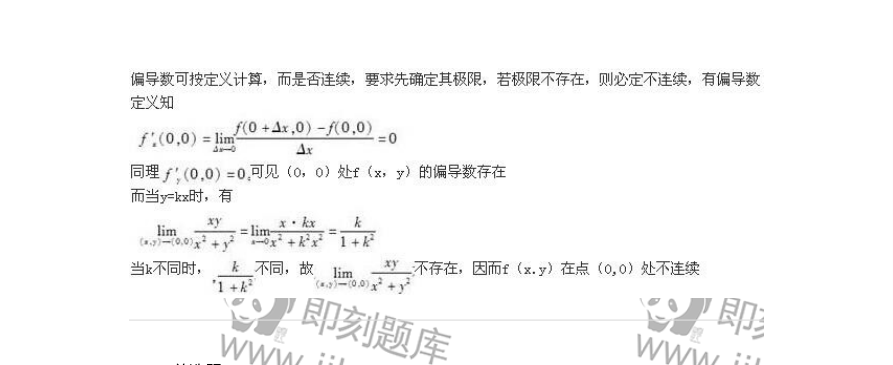 偏导数可按定义计算，而是否连续，要求先确定其极限，若极限不存在，则必定不连续，有偏导数
定义知
f'ₓ(0,0) = lim_{Δx→0} \frac{f(0+Δx,0)-f(0,0)}{Δx} = 0
同理 f'ᵧ(0,0) = 0。可见（0, 0）处f（x, y）的偏导数存在
而当y=kx时，有
lim_{(x,y)→(0,0)} \frac{xy}{x²+y²} = lim_{x→0} \frac{x·kx}{x²+k²x²} = \frac{k}{1+k²}
当k不同时，\frac{k}{1+k²}不同，故 lim_{(x,y)→(0,0)} \frac{xy}{x²+y²}不存在，因而f（x.y）在点（0,0）处不连续
即刻题库
即刻